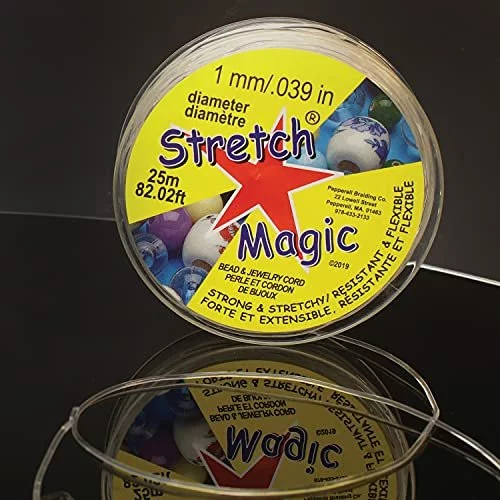 1 mm/.039 in
diameter
diamètre
Stretch®
Magic
25m
82.02ft
Pepperell Braiding Co.
22 Lowell Street
Pepperell, MA, 01463
978-433-2133
©2019
BEAD & JEWELRY CORD
PERLE ET CORDON
DE BIJOUX
STRONG & STRETCHY/ RESISTANT & FLEXIBLE
FORTE ET EXTENSIBLE, RÉSISTANTE ET FLEXIBLE